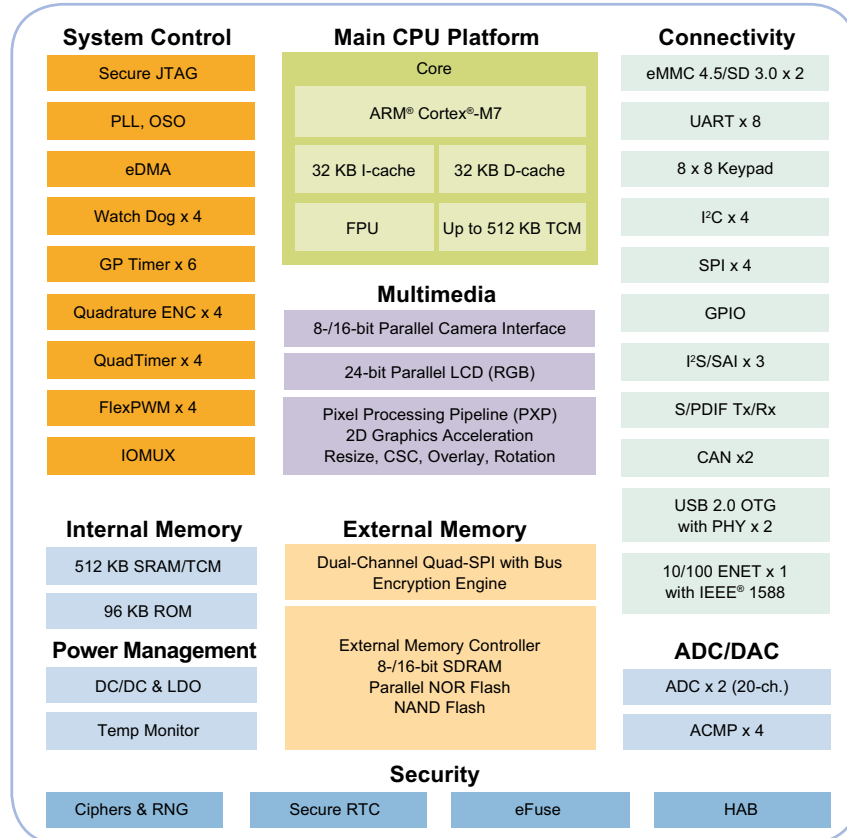 System Control
Secure JTAG
PLL, OSO
eDMA
Watch Dog x 4
GP Timer x 6
Quadrature ENC x 4
QuadTimer x 4
FlexPWM x 4
IOMUX
Main CPU Platform
Core
ARM® Cortex®-M7
32 KB I-cache
32 KB D-cache
FPU
Up to 512 KB TCM
Multimedia
8-/16-bit Parallel Camera Interface
24-bit Parallel LCD (RGB)
Pixel Processing Pipeline (PXP)
2D Graphics Acceleration
Resize, CSC, Overlay, Rotation
Connectivity
eMMC 4.5/SD 3.0 x 2
UART x 8
8 x 8 Keypad
I²C x 4
SPI x 4
GPIO
I²S/SAI x 3
S/PDIF Tx/Rx
CAN x2
USB 2.0 OTG
with PHY x 2
10/100 ENET x 1
with IEEE® 1588
Internal Memory
512 KB SRAM/TCM
96 KB ROM
Power Management
DC/DC & LDO
Temp Monitor
External Memory
Dual-Channel Quad-SPI with Bus
Encryption Engine
External Memory Controller
8-/16-bit SDRAM
Parallel NOR Flash
NAND Flash
ADC/DAC
ADC x 2 (20-ch.)
ACMP x 4
Security
Ciphers & RNG
Secure RTC
eFuse
HAB